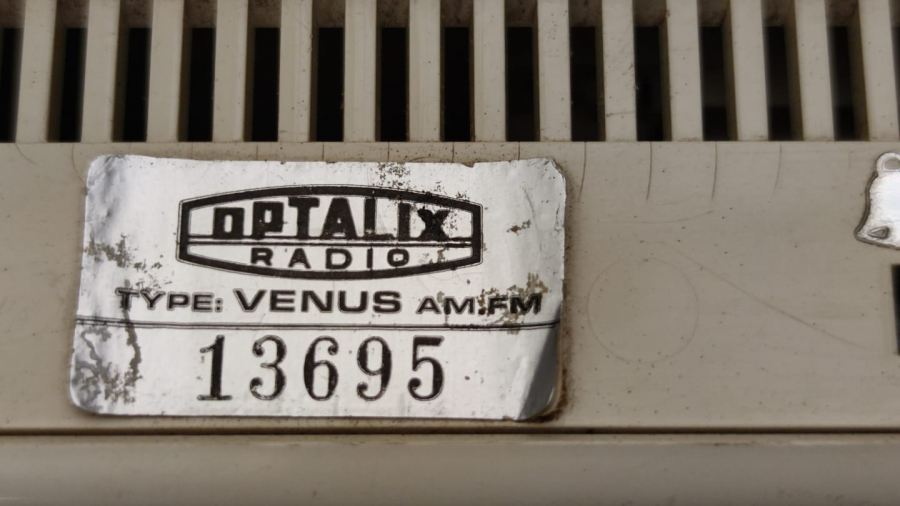 OPTALIX
RADIO
TYPE: VENUS AM.FM
13695